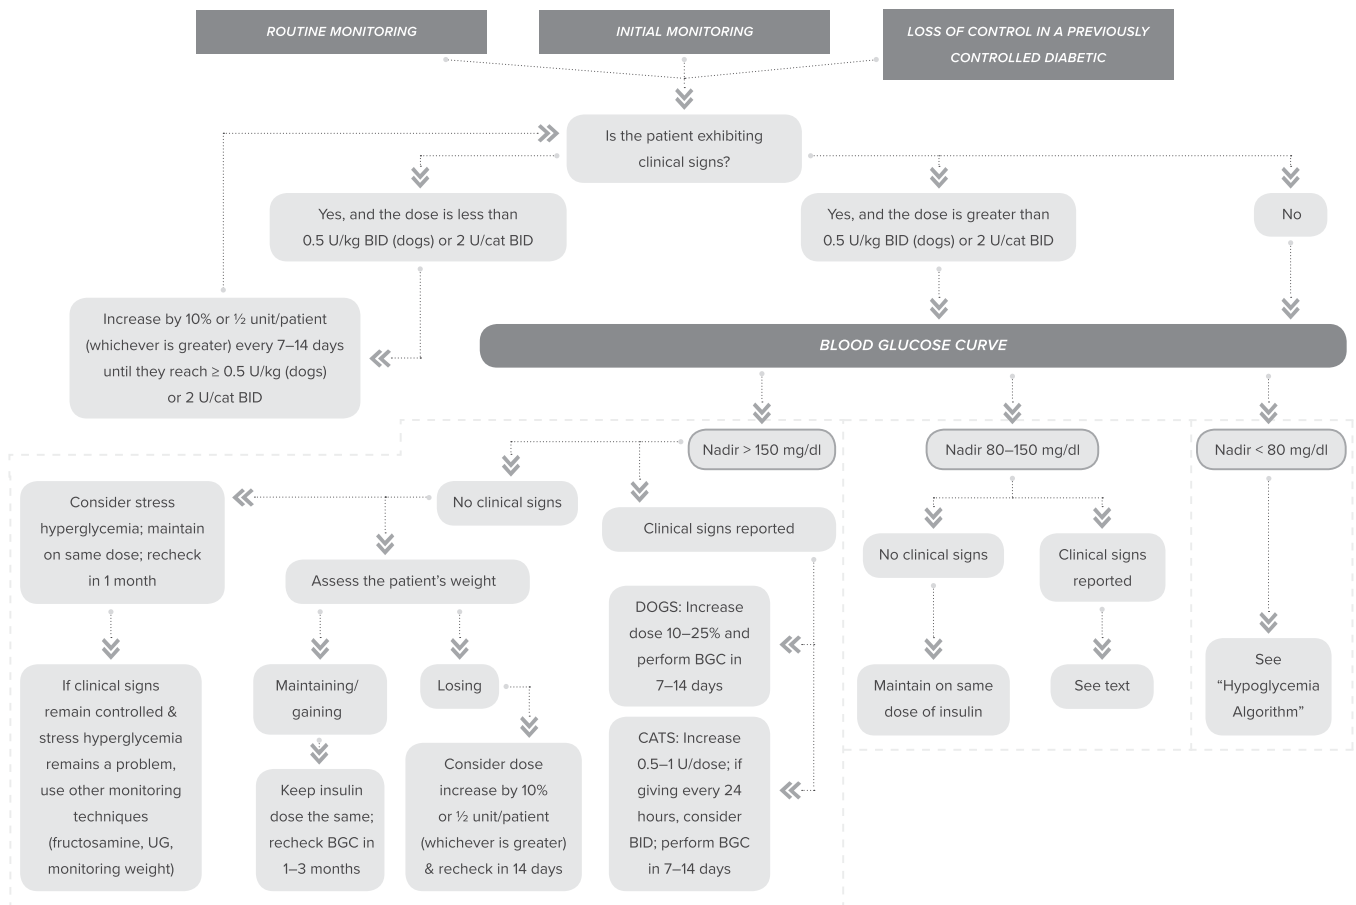 ROUTINE MONITORING
INITIAL MONITORING
LOSS OF CONTROL IN A PREVIOUSLY
CONTROLLED DIABETIC
Is the patient exhibiting
clinical signs?
Yes, and the dose is less than
0.5 U/kg BID (dogs) or 2 U/cat BID
Yes, and the dose is greater than
0.5 U/kg BID (dogs) or 2 U/cat BID
No
Increase by 10% or ½ unit/patient
(whichever is greater) every 7–14 days
until they reach ≥ 0.5 U/kg (dogs)
or 2 U/cat BID
BLOOD GLUCOSE CURVE
Nadir > 150 mg/dl
Nadir 80–150 mg/dl
Nadir < 80 mg/dl
Consider stress
hyperglycemia; maintain
on same dose; recheck
in 1 month
No clinical signs
Clinical signs reported
Assess the patient’s weight
No clinical signs
Clinical signs
reported
DOGS: Increase
dose 10–25% and
perform BGC in
7–14 days
If clinical signs
remain controlled &
stress hyperglycemia
remains a problem,
use other monitoring
techniques
(fructosamine, UG,
monitoring weight)
Maintaining/
gaining
Losing
Keep insulin
dose the same;
recheck BGC in
1–3 months
Consider dose
increase by 10%
or ½ unit/patient
(whichever is greater)
& recheck in 14 days
CATS: Increase
0.5–1 U/dose; if
giving every 24
hours, consider
BID; perform BGC
in 7–14 days
Maintain on same
dose of insulin
See text
See
“Hypoglycemia
Algorithm”